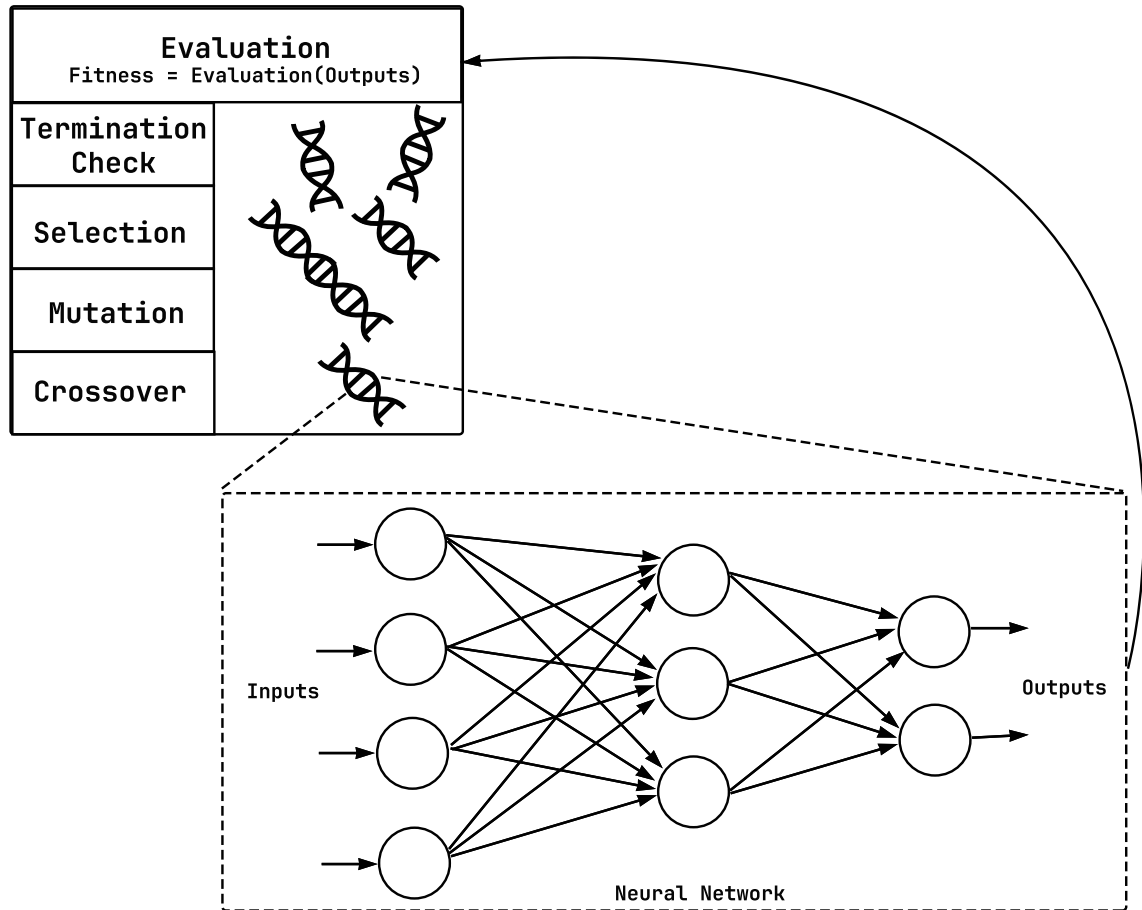 Evaluation
Fitness = Evaluation(Outputs)
Termination
Check
Selection
Mutation
Crossover
Inputs
Outputs
Neural Network